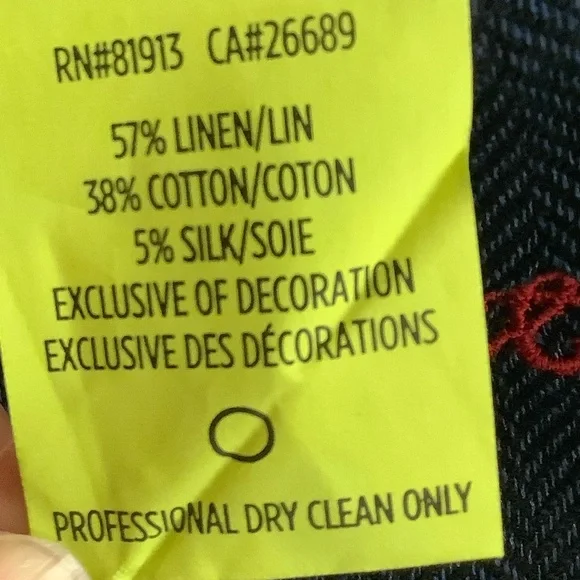 RN#81913 CA#26689
57% LINEN/LIN
38% COTTON/COTON
5% SILK/SOIE
EXCLUSIVE OF DECORATION
EXCLUSIVE DES DÉCORATIONS
PROFESSIONAL DRY CLEAN ONLY